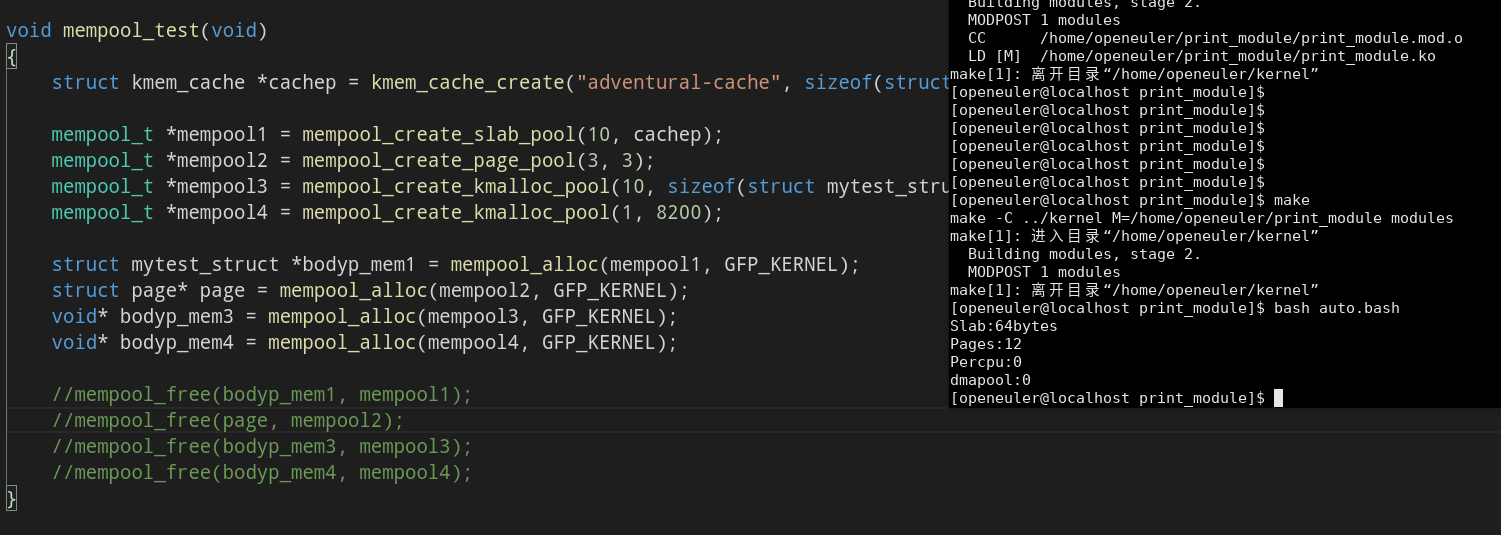 void mempool_test(void)
{
    struct kmem_cache *cachep = kmem_cache_create("adventural-cache", sizeof(struct
    mempool_t *mempool1 = mempool_create_slab_pool(10, cachep);
    mempool_t *mempool2 = mempool_create_page_pool(3, 3);
    mempool_t *mempool3 = mempool_create_kmalloc_pool(10, sizeof(struct mytest_stru
    mempool_t *mempool4 = mempool_create_kmalloc_pool(1, 8200);
    struct mytest_struct *bodyp_mem1 = mempool_alloc(mempool1, GFP_KERNEL);
    struct page* page = mempool_alloc(mempool2, GFP_KERNEL);
    void* bodyp_mem3 = mempool_alloc(mempool3, GFP_KERNEL);
    void* bodyp_mem4 = mempool_alloc(mempool4, GFP_KERNEL);
    //mempool_free(bodyp_mem1, mempool1);
    //mempool_free(page, mempool2);
    //mempool_free(bodyp_mem3, mempool3);
    //mempool_free(bodyp_mem4, mempool4);
}
  Building modules, stage 2.
  MODPOST 1 modules
  CC      /home/openeuler/print_module/print_module.mod.o
  LD [M]  /home/openeuler/print_module/print_module.ko
make[1]: 离开目录“/home/openeuler/kernel”
[openeuler@localhost print_module]$
[openeuler@localhost print_module]$
[openeuler@localhost print_module]$
[openeuler@localhost print_module]$
[openeuler@localhost print_module]$
[openeuler@localhost print_module]$
[openeuler@localhost print_module]$ make
make -C ../kernel M=/home/openeuler/print_module modules
make[1]: 进入目录“/home/openeuler/kernel”
  Building modules, stage 2.
  MODPOST 1 modules
make[1]: 离开目录“/home/openeuler/kernel”
[openeuler@localhost print_module]$ bash auto.bash
Slab:64bytes
Pages:12
Percpu:0
dmapool:0
[openeuler@localhost print_module]$